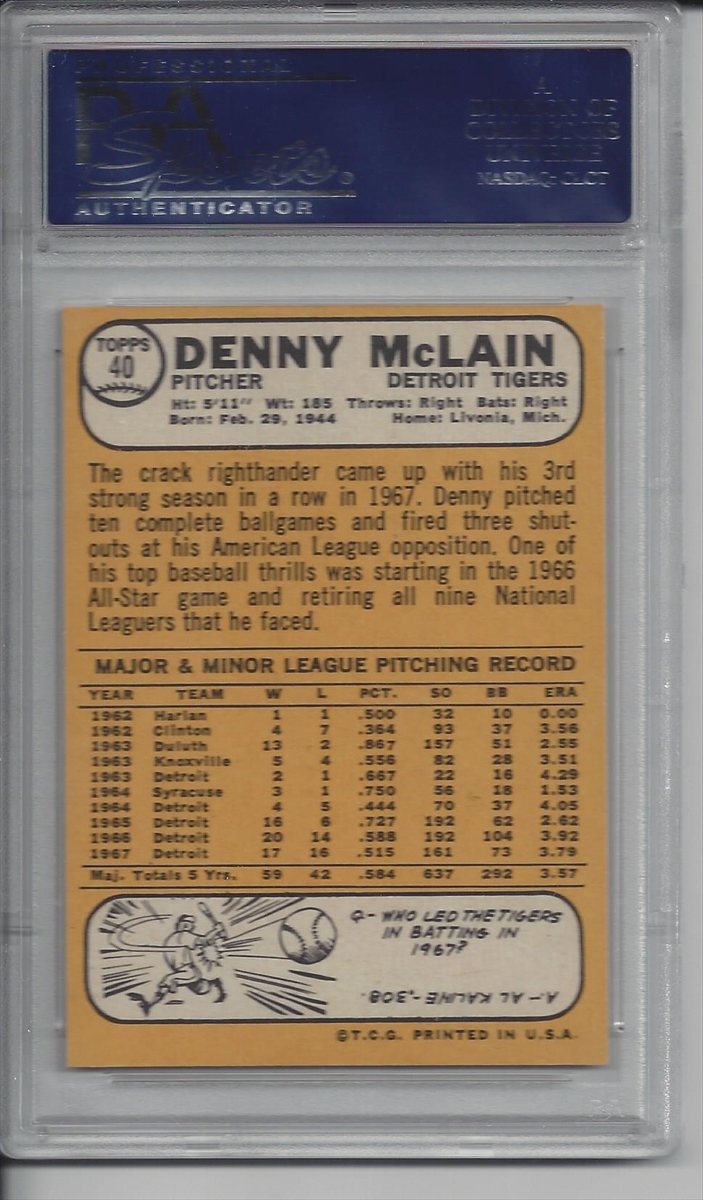 PROFESSIONAL
PSA
Sports
AUTHENTICATOR
A
DIVISION OF
COLLECTORS
UNIVERSE
NASDAQ: CLCT
TOPPS
40
DENNY McLAIN
PITCHER DETROIT TIGERS
Ht: 5'11" Wt: 185 Throws: Right Bats: Right
Born: Feb. 29, 1944 Home: Livonia, Mich.
The crack righthander came up with his 3rd
strong season in a row in 1967. Denny pitched
ten complete ballgames and fired three shut-
outs at his American League opposition. One of
his top baseball thrills was starting in the 1966
All-Star game and retiring all nine National
Leaguers that he faced.
MAJOR & MINOR LEAGUE PITCHING RECORD
YEAR TEAM W L PCT. SO BB ERA
1962 Harlan 1 1 .500 32 10 0.00
1962 Clinton 4 7 .364 93 37 3.56
1963 Duluth 13 2 .867 157 51 2.55
1963 Knoxville 5 4 .556 82 28 3.51
1963 Detroit 2 1 .667 22 16 4.29
1964 Syracuse 3 1 .750 56 18 1.53
1964 Detroit 4 5 .444 70 37 4.05
1965 Detroit 16 6 .727 192 62 2.62
1966 Detroit 20 14 .588 192 104 3.92
1967 Detroit 17 16 .515 161 73 3.79
Maj. Totals 5 Yrs. 59 42 .584 637 292 3.57
Q- WHO LED THE TIGERS
IN BATTING IN
1967?
A- AL KALINE-.308.
©T.C.G. PRINTED IN U.S.A.
PSA